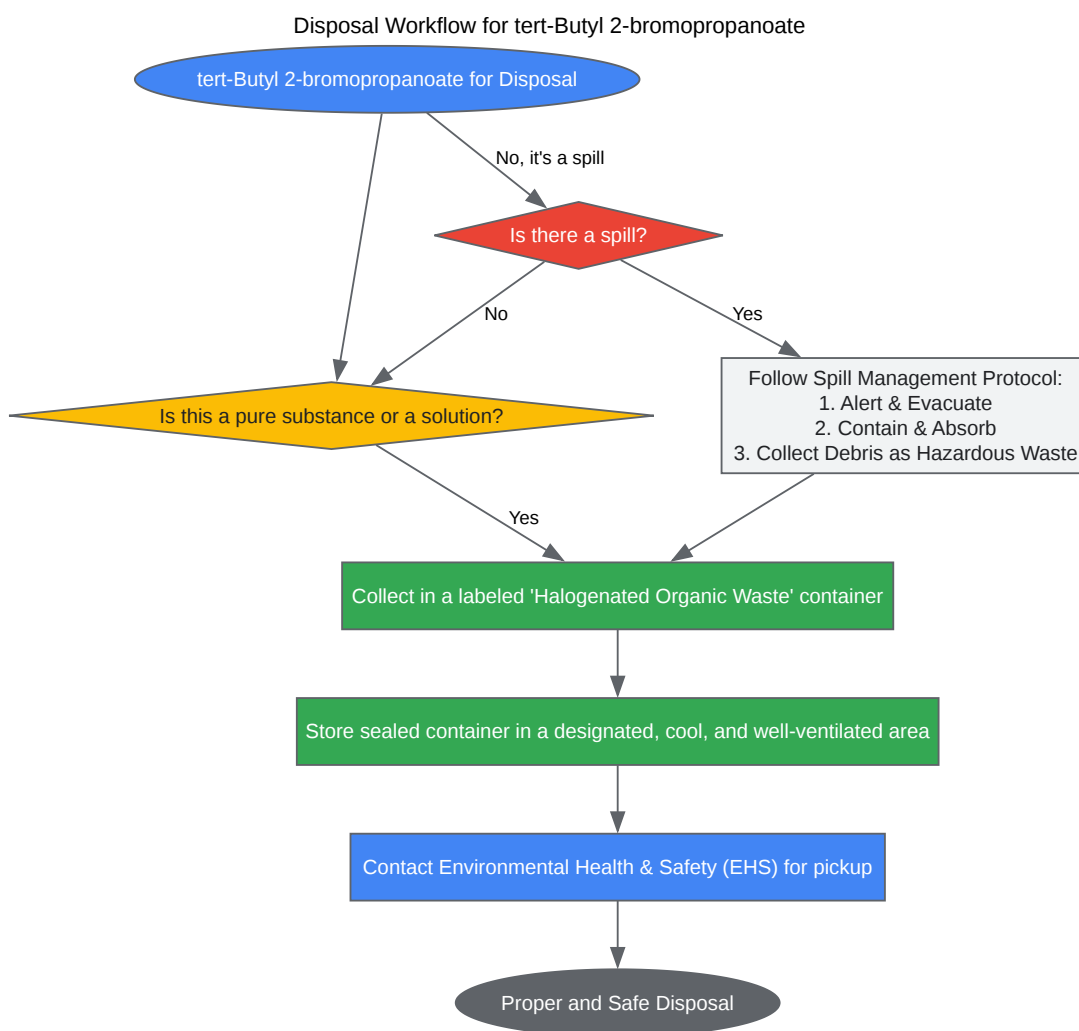 Disposal Workflow for tert-Butyl 2-bromopropanoate
tert-Butyl 2-bromopropanoate for Disposal
No, it's a spill
Is there a spill?
No
Yes
Is this a pure substance or a solution?
Follow Spill Management Protocol:
1. Alert & Evacuate
2. Contain & Absorb
3. Collect Debris as Hazardous Waste
Yes
Collect in a labeled 'Halogenated Organic Waste' container
Store sealed container in a designated, cool, and well-ventilated area
Contact Environmental Health & Safety (EHS) for pickup
Proper and Safe Disposal